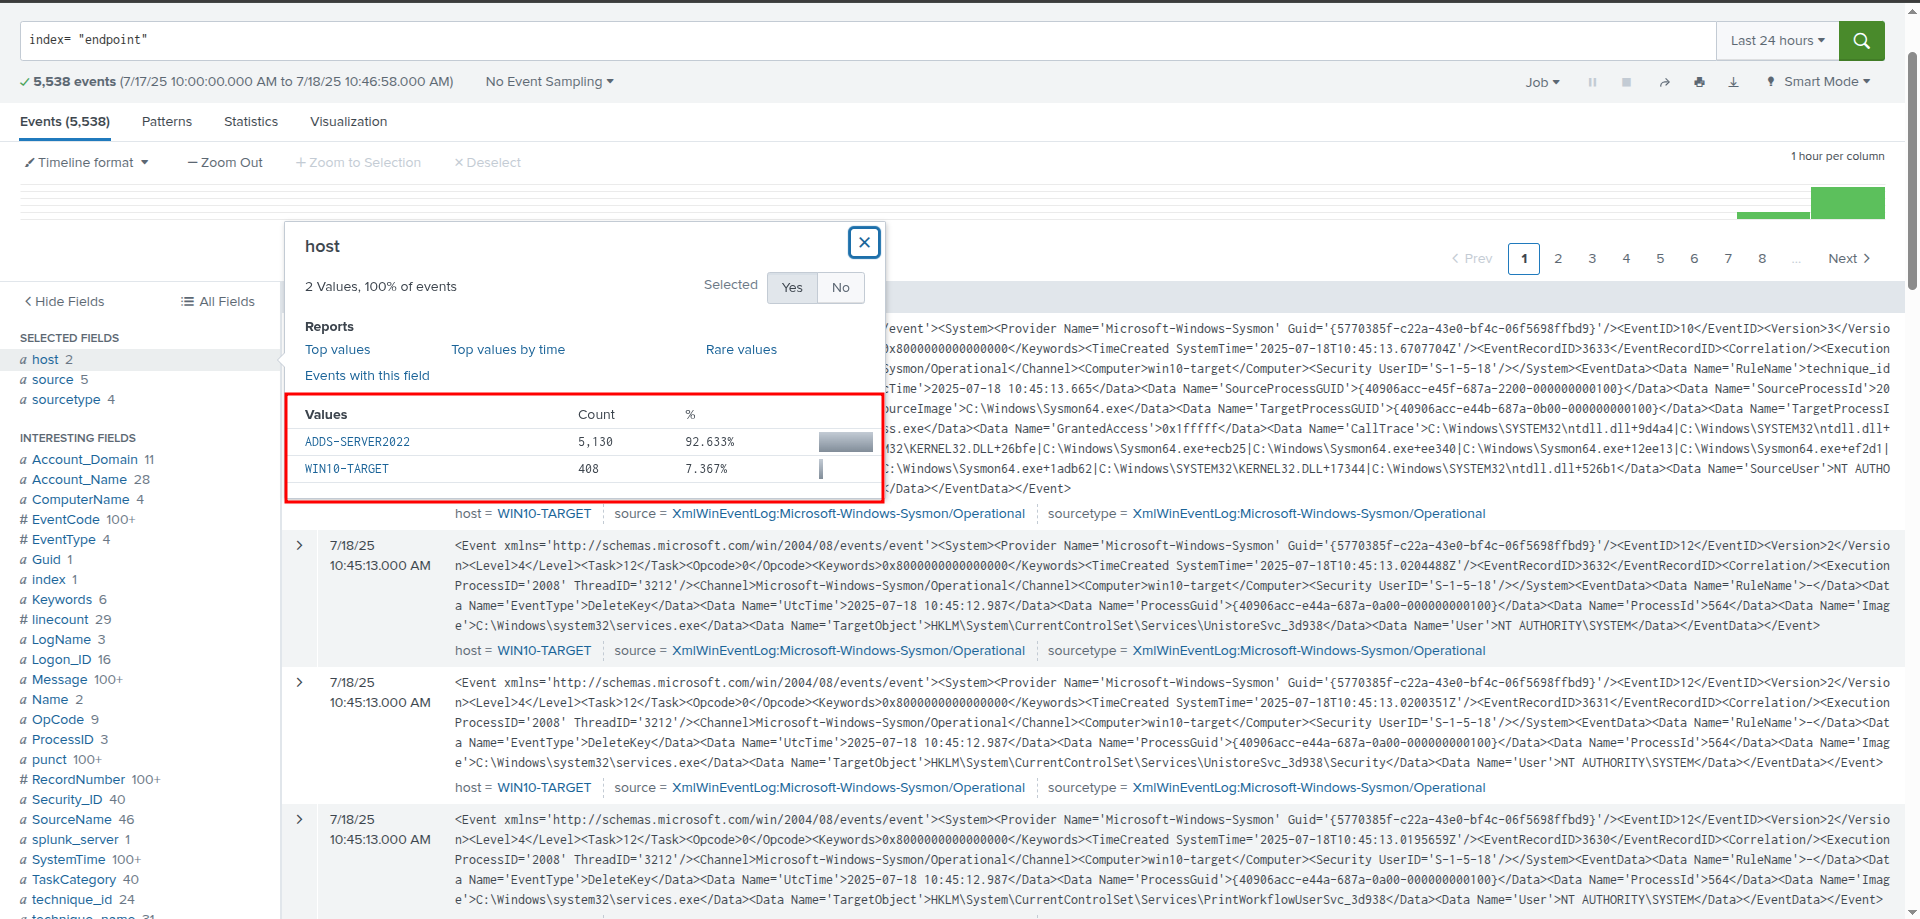 index= "endpoint"
Last 24 hours
5,538 events (7/17/25 10:00:00.000 AM to 7/18/25 10:46:58.000 AM)
No Event Sampling
Job
Smart Mode
Events (5,538)
Patterns
Statistics
Visualization
Timeline format
Zoom Out
Zoom to Selection
Deselect
1 hour per column
Prev
1
2
3
4
5
6
7
8
...
Next
Hide Fields
All Fields
SELECTED FIELDS
a host 2
a source 5
a sourcetype 4
INTERESTING FIELDS
a Account_Domain 11
a Account_Name 28
a ComputerName 4
# EventCode 100+
# EventType 4
a Guid 1
a index 1
a Keywords 6
# linecount 29
a LogName 3
a Logon_ID 16
a Message 100+
a Name 2
a OpCode 9
a ProcessID 3
a punct 100+
# RecordNumber 100+
a Security_ID 40
a SourceName 46
a splunk_server 1
a SystemTime 100+
a TaskCategory 40
a technique_id 24
a technique_name 31
host
2 Values, 100% of events
Selected
Yes
No
Reports
Top values
Top values by time
Rare values
Events with this field
Values Count %
ADDS-SERVER2022 5,130 92.633%
WIN10-TARGET 408 7.367%
/event'><System><Provider Name='Microsoft-Windows-Sysmon' Guid='{5770385f-c22a-43e0-bf4c-06f5698ffbd9}'/><EventID>10</EventID><Version>3</Versio
0x8000000000000000</Keywords><TimeCreated SystemTime='2025-07-18T10:45:13.6707704Z'/><EventRecordID>3633</EventRecordID><Correlation/><Execution
Sysmon/Operational</Channel><Computer>win10-target</Computer><Security UserID='S-1-5-18'/></System><EventData><Data Name='RuleName'>technique_id
cTime'>2025-07-18 10:45:13.665</Data><Data Name='SourceProcessGUID'>{40906acc-e45f-687a-2200-000000000100}</Data><Data Name='SourceProcessId'>20
ourceImage'>C:\Windows\Sysmon64.exe</Data><Data Name='TargetProcessGUID'>{40906acc-e44b-687a-0b00-000000000100}</Data><Data Name='TargetProcessI
ss.exe</Data><Data Name='GrantedAccess'>0x1fffff</Data><Data Name='CallTrace'>C:\Windows\SYSTEM32\ntdll.dll+9d4a4|C:\Windows\SYSTEM32\ntdll.dll+
M32\KERNEL32.DLL+26bfe|C:\Windows\Sysmon64.exe+ecb25|C:\Windows\Sysmon64.exe+ee340|C:\Windows\Sysmon64.exe+12ee13|C:\Windows\Sysmon64.exe+ef2d1|
C:\Windows\Sysmon64.exe+1adb62|C:\Windows\SYSTEM32\KERNEL32.DLL+17344|C:\Windows\SYSTEM32\ntdll.dll+526b1</Data><Data Name='SourceUser'>NT AUTHO
</Data></EventData></Event>
host = WIN10-TARGET source = XmlWinEventLog:Microsoft-Windows-Sysmon/Operational sourcetype = XmlWinEventLog:Microsoft-Windows-Sysmon/Operational
7/18/25
10:45:13.000 AM
<Event xmlns='http://schemas.microsoft.com/win/2004/08/events/event'><System><Provider Name='Microsoft-Windows-Sysmon' Guid='{5770385f-c22a-43e0-bf4c-06f5698ffbd9}'/><EventID>12</EventID><Version>2</Versio
n><Level>4</Level><Task>12</Task><Opcode>0</Opcode><Keywords>0x8000000000000000</Keywords><TimeCreated SystemTime='2025-07-18T10:45:13.0204488Z'/><EventRecordID>3632</EventRecordID><Correlation/><Execution
ProcessID='2008' ThreadID='3212'/><Channel>Microsoft-Windows-Sysmon/Operational</Channel><Computer>win10-target</Computer><Security UserID='S-1-5-18'/></System><EventData><Data Name='RuleName'>-</Data><Dat
a Name='EventType'>DeleteKey</Data><Data Name='UtcTime'>2025-07-18 10:45:12.987</Data><Data Name='ProcessGuid'>{40906acc-e44a-687a-0a00-000000000100}</Data><Data Name='ProcessId'>564</Data><Data Name='Imag
e'>C:\Windows\system32\services.exe</Data><Data Name='TargetObject'>HKLM\System\CurrentControlSet\Services\UnistoreSvc_3d938</Data><Data Name='User'>NT AUTHORITY\SYSTEM</Data></EventData></Event>
host = WIN10-TARGET source = XmlWinEventLog:Microsoft-Windows-Sysmon/Operational sourcetype = XmlWinEventLog:Microsoft-Windows-Sysmon/Operational
7/18/25
10:45:13.000 AM
<Event xmlns='http://schemas.microsoft.com/win/2004/08/events/event'><System><Provider Name='Microsoft-Windows-Sysmon' Guid='{5770385f-c22a-43e0-bf4c-06f5698ffbd9}'/><EventID>12</EventID><Version>2</Versio
n><Level>4</Level><Task>12</Task><Opcode>0</Opcode><Keywords>0x8000000000000000</Keywords><TimeCreated SystemTime='2025-07-18T10:45:13.0200351Z'/><EventRecordID>3631</EventRecordID><Correlation/><Execution
ProcessID='2008' ThreadID='3212'/><Channel>Microsoft-Windows-Sysmon/Operational</Channel><Computer>win10-target</Computer><Security UserID='S-1-5-18'/></System><EventData><Data Name='RuleName'>-</Data><Dat
a Name='EventType'>DeleteKey</Data><Data Name='UtcTime'>2025-07-18 10:45:12.987</Data><Data Name='ProcessGuid'>{40906acc-e44a-687a-0a00-000000000100}</Data><Data Name='ProcessId'>564</Data><Data Name='Imag
e'>C:\Windows\system32\services.exe</Data><Data Name='TargetObject'>HKLM\System\CurrentControlSet\Services\UnistoreSvc_3d938\Security</Data><Data Name='User'>NT AUTHORITY\SYSTEM</Data></EventData></Event>
host = WIN10-TARGET source = XmlWinEventLog:Microsoft-Windows-Sysmon/Operational sourcetype = XmlWinEventLog:Microsoft-Windows-Sysmon/Operational
7/18/25
10:45:13.000 AM
<Event xmlns='http://schemas.microsoft.com/win/2004/08/events/event'><System><Provider Name='Microsoft-Windows-Sysmon' Guid='{5770385f-c22a-43e0-bf4c-06f5698ffbd9}'/><EventID>12</EventID><Version>2</Versio
n><Level>4</Level><Task>12</Task><Opcode>0</Opcode><Keywords>0x8000000000000000</Keywords><TimeCreated SystemTime='2025-07-18T10:45:13.0195659Z'/><EventRecordID>3630</EventRecordID><Correlation/><Execution
ProcessID='2008' ThreadID='3212'/><Channel>Microsoft-Windows-Sysmon/Operational</Channel><Computer>win10-target</Computer><Security UserID='S-1-5-18'/></System><EventData><Data Name='RuleName'>-</Data><Dat
a Name='EventType'>DeleteKey</Data><Data Name='UtcTime'>2025-07-18 10:45:12.987</Data><Data Name='ProcessGuid'>{40906acc-e44a-687a-0a00-000000000100}</Data><Data Name='ProcessId'>564</Data><Data Name='Imag
e'>C:\Windows\system32\services.exe</Data><Data Name='TargetObject'>HKLM\System\CurrentControlSet\Services\PrintWorkflowUserSvc_3d938</Data><Data Name='User'>NT AUTHORITY\SYSTEM</Data></EventData></Event>